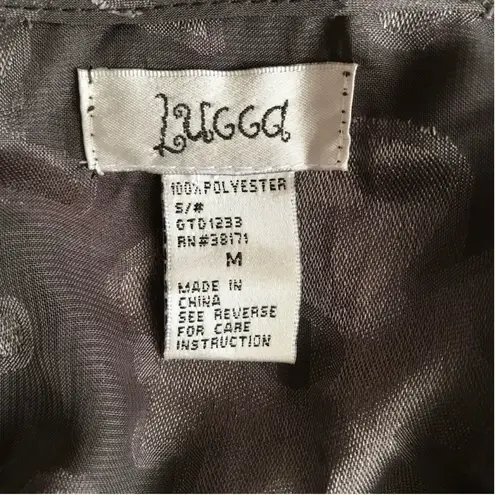 Lugga
100% POLYESTER
S/#
GTD1233
RN#38171
M
MADE IN
CHINA
SEE REVERSE
FOR CARE
INSTRUCTION